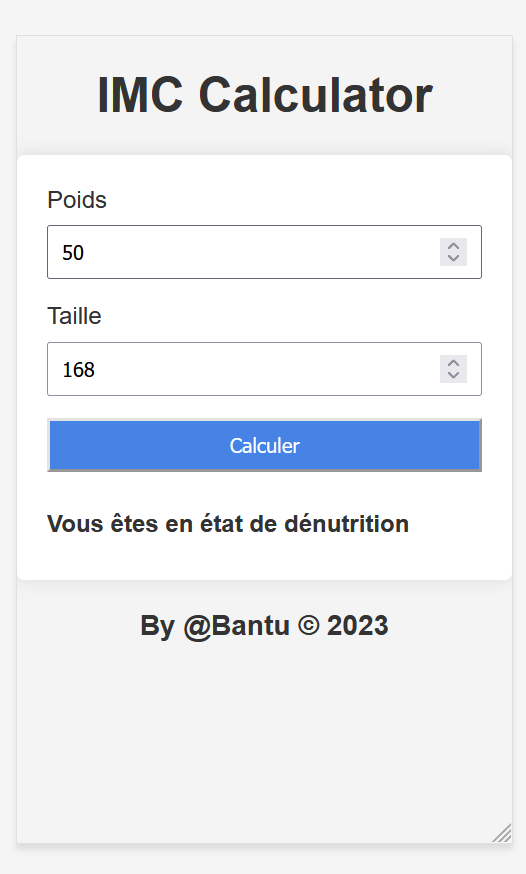 IMC Calculator
Poids
50
Taille
168
Calculer
Vous êtes en état de dénutrition
By @Bantu © 2023